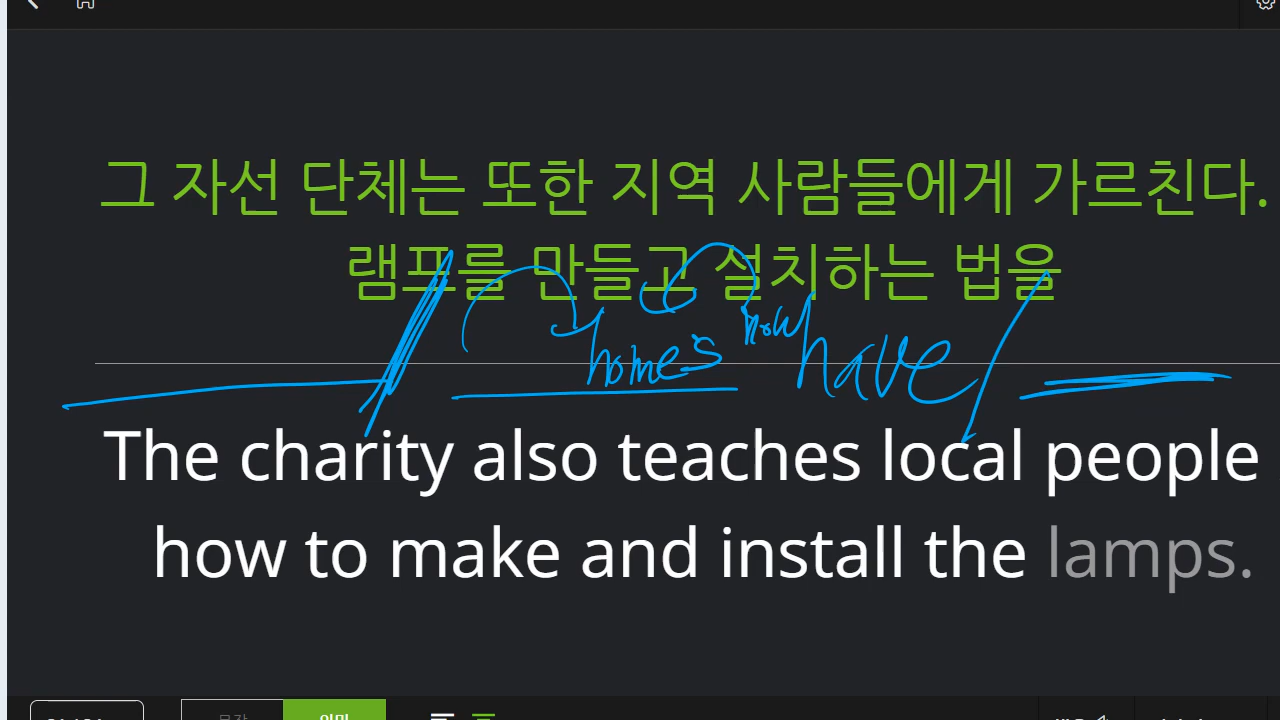 그 자선 단체는 또한 지역 사람들에게 가르친다.
램프를 만들고 설치하는 법을
homes now have
The charity also teaches local people
how to make and install the lamps.